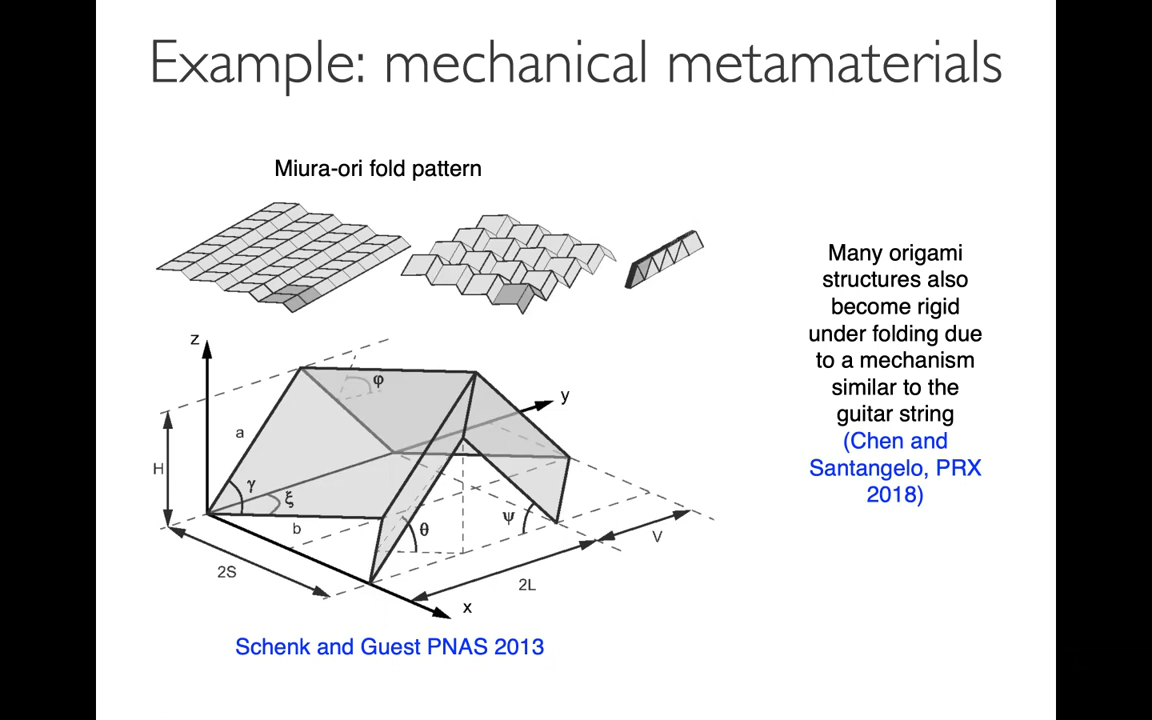 Example: mechanical metamaterials
Miura-ori fold pattern
Many origami
structures also
become rigid
under folding due
to a mechanism
similar to the
guitar string
(Chen and
Santangelo, PRX
2018)
z
φ
y
a
H
γ
ξ
b
θ
ψ
V
2S
2L
x
Schenk and Guest PNAS 2013